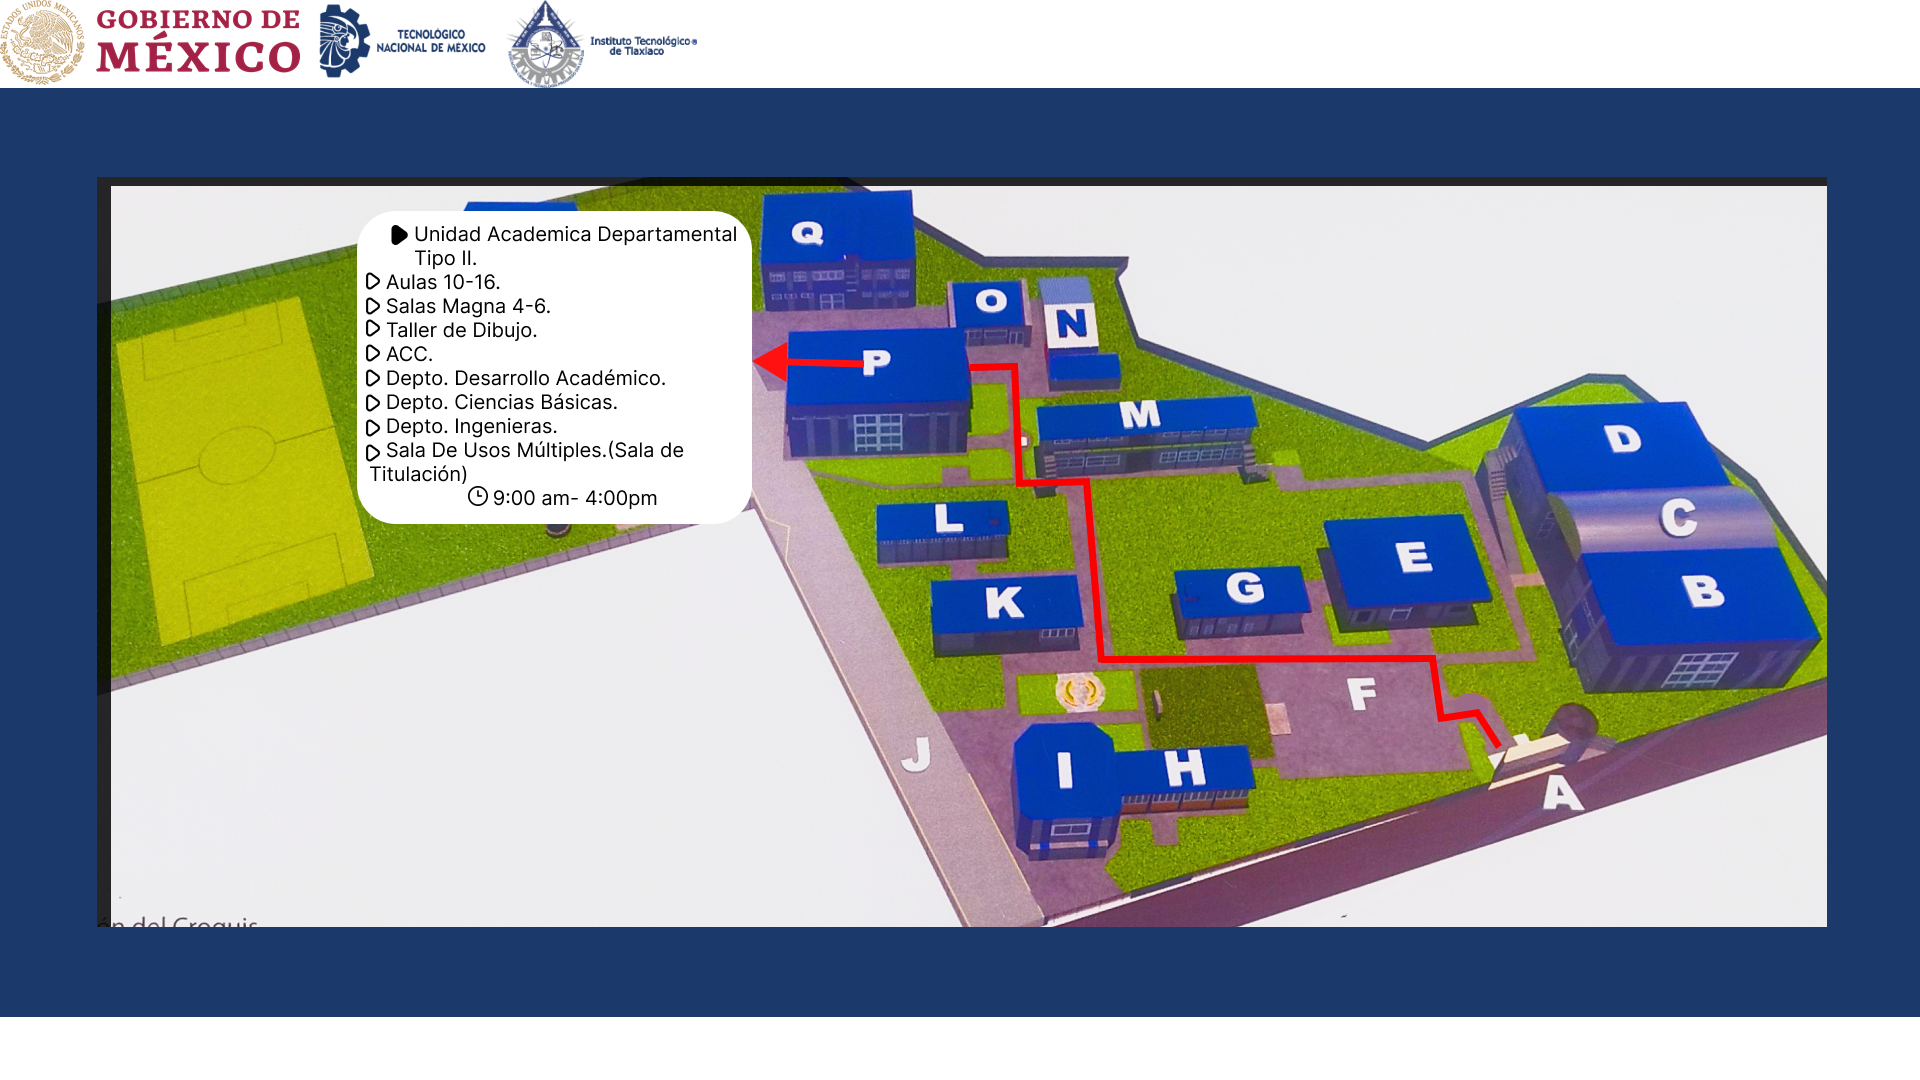 GOBIERNO DE
MÉXICO
TECNOLÓGICO
NACIONAL DE MÉXICO
Instituto Tecnológico®
de Tlaxiaco
ESTADOS UNIDOS MEXICANOS
Unidad Academica Departamental
Tipo II.
Aulas 10-16.
Salas Magna 4-6.
Taller de Dibujo.
ACC.
Depto. Desarrollo Académico.
Depto. Ciencias Básicas.
Depto. Ingenieras.
Sala De Usos Múltiples.(Sala de
Titulación)
9:00 am- 4:00pm
Q
O
N
P
M
D
L
C
E
G
K
B
F
J
I
H
A
ón del Croquis